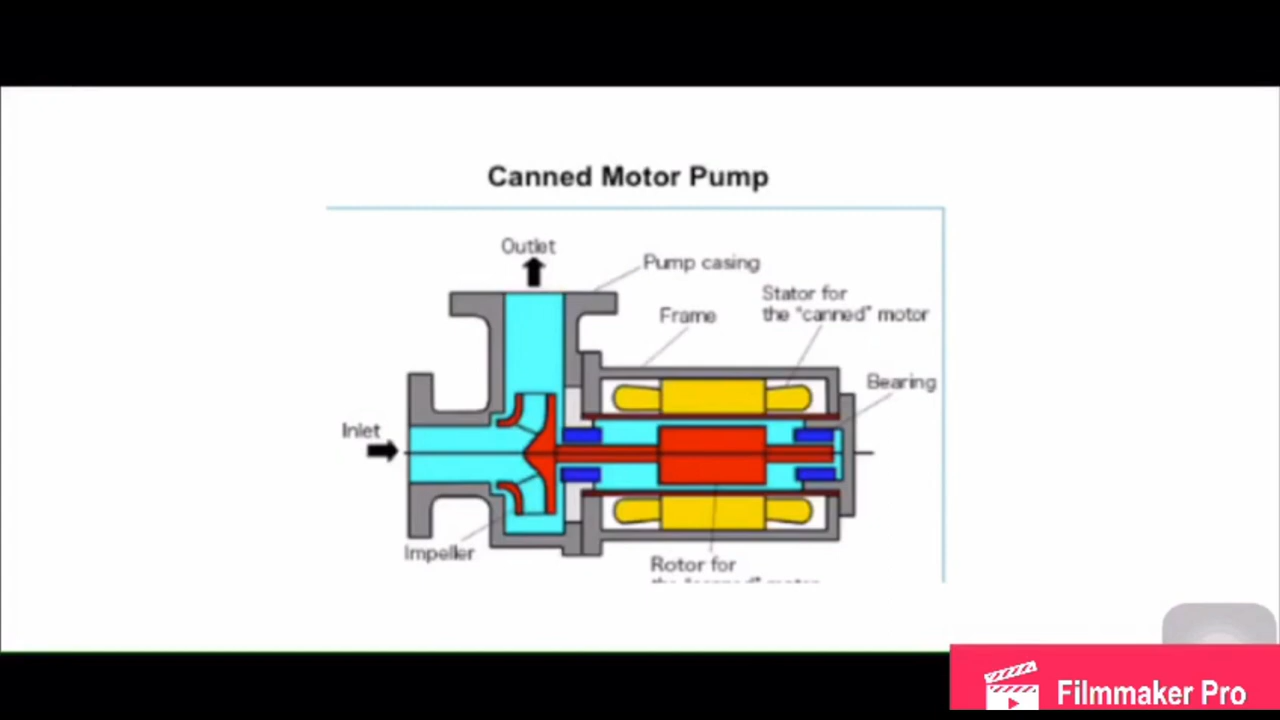 Canned Motor Pump
Outlet
Pump casing
Stator for
the "canned" motor
Frame
Bearing
Inlet
Impeller
Rotor for
Filmmaker Pro